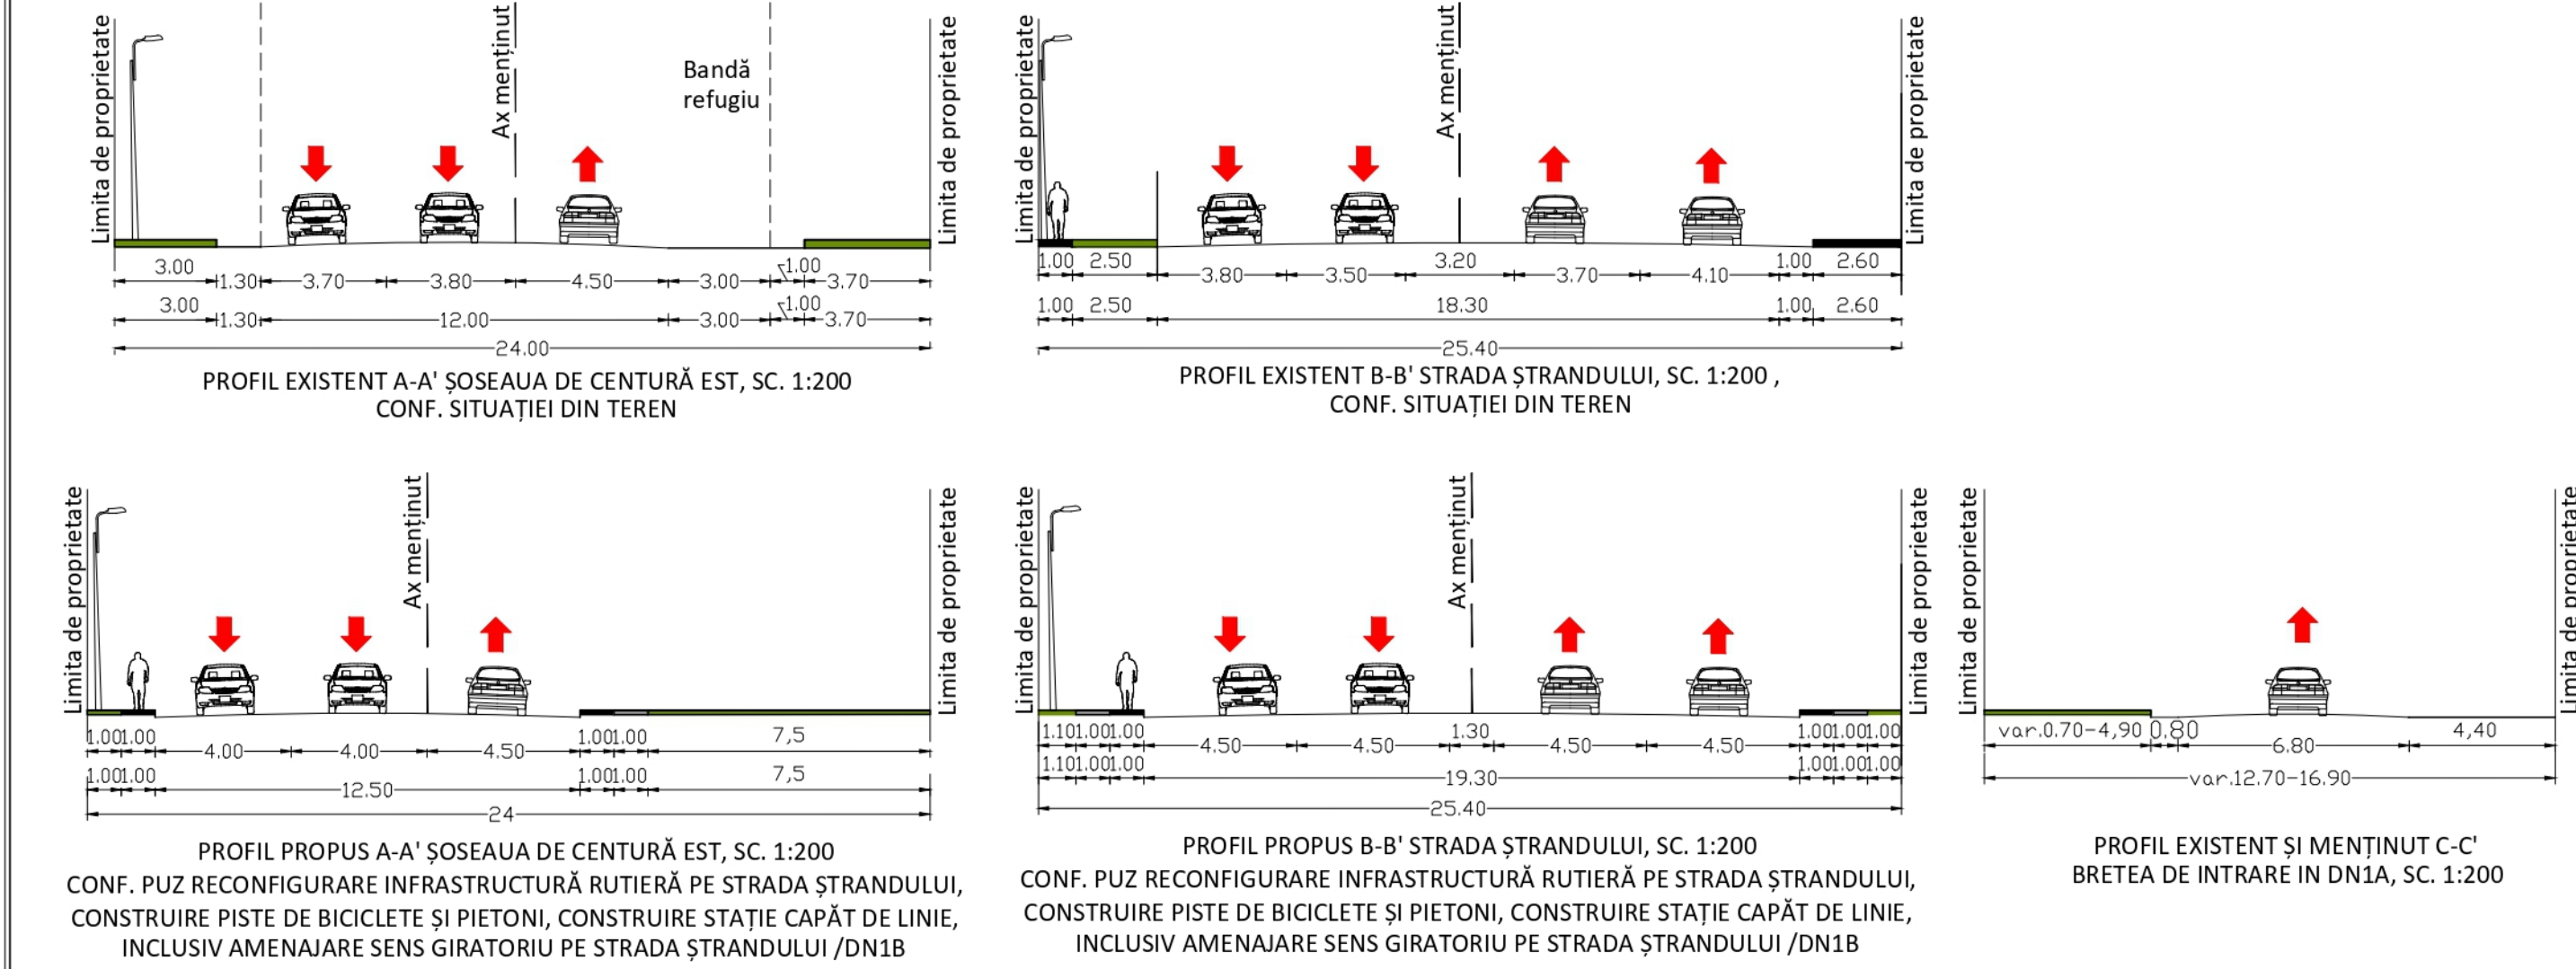 Limita de proprietate
Ax menținut
Bandă
refugiu
Limita de proprietate
3.00
1.30
3.70
3.80
4.50
3.00
1.00
3.70
3.00
1.30
12.00
3.00
1.00
3.70
24.00
PROFIL EXISTENT A-A' ȘOSEAUA DE CENTURĂ EST, SC. 1:200
CONF. SITUAȚIEI DIN TEREN
Limita de proprietate
Ax menținut
Limita de proprietate
1.00 2.50
3.80
3.50
3.20
3.70
4.10
1.00 2.60
1.00 2.50
18.30
1.00 2.60
25.40
PROFIL EXISTENT B-B' STRADA ȘTRANDULUI, SC. 1:200 ,
CONF. SITUAȚIEI DIN TEREN
Limita de proprietate
Ax menținut
Limita de proprietate
1.00 1.00
4.00
4.00
4.50
1.00 1.00
7,5
1.00 1.00
12.50
1.00 1.00
7,5
24
PROFIL PROPUS A-A' ȘOSEAUA DE CENTURĂ EST, SC. 1:200
CONF. PUZ RECONFIGURARE INFRASTRUCTURĂ RUTIERĂ PE STRADA ȘTRANDULUI,
CONSTRUIRE PISTE DE BICICLETE ȘI PIETONI, CONSTRUIRE STAȚIE CAPĂT DE LINIE,
INCLUSIV AMENAJARE SENS GIRATORIU PE STRADA ȘTRANDULUI /DN1B
Limita de proprietate
Ax menținut
Limita de proprietate
1.10 1.00 1.00
4.50
4.50
1.30
4.50
4.50
1.00 1.00 1.00
1.10 1.00 1.00
19.30
1.00 1.00 1.00
25.40
PROFIL PROPUS B-B' STRADA ȘTRANDULUI, SC. 1:200
CONF. PUZ RECONFIGURARE INFRASTRUCTURĂ RUTIERĂ PE STRADA ȘTRANDULUI,
CONSTRUIRE PISTE DE BICICLETE ȘI PIETONI, CONSTRUIRE STAȚIE CAPĂT DE LINIE,
INCLUSIV AMENAJARE SENS GIRATORIU PE STRADA ȘTRANDULUI /DN1B
Limita de proprietate
Limita de proprietate
var.0.70-4,90 0.80
6.80
4,40
var.12.70-16.90
PROFIL EXISTENT ȘI MENȚINUT C-C'
BRETEA DE INTRARE IN DN1A, SC. 1:200